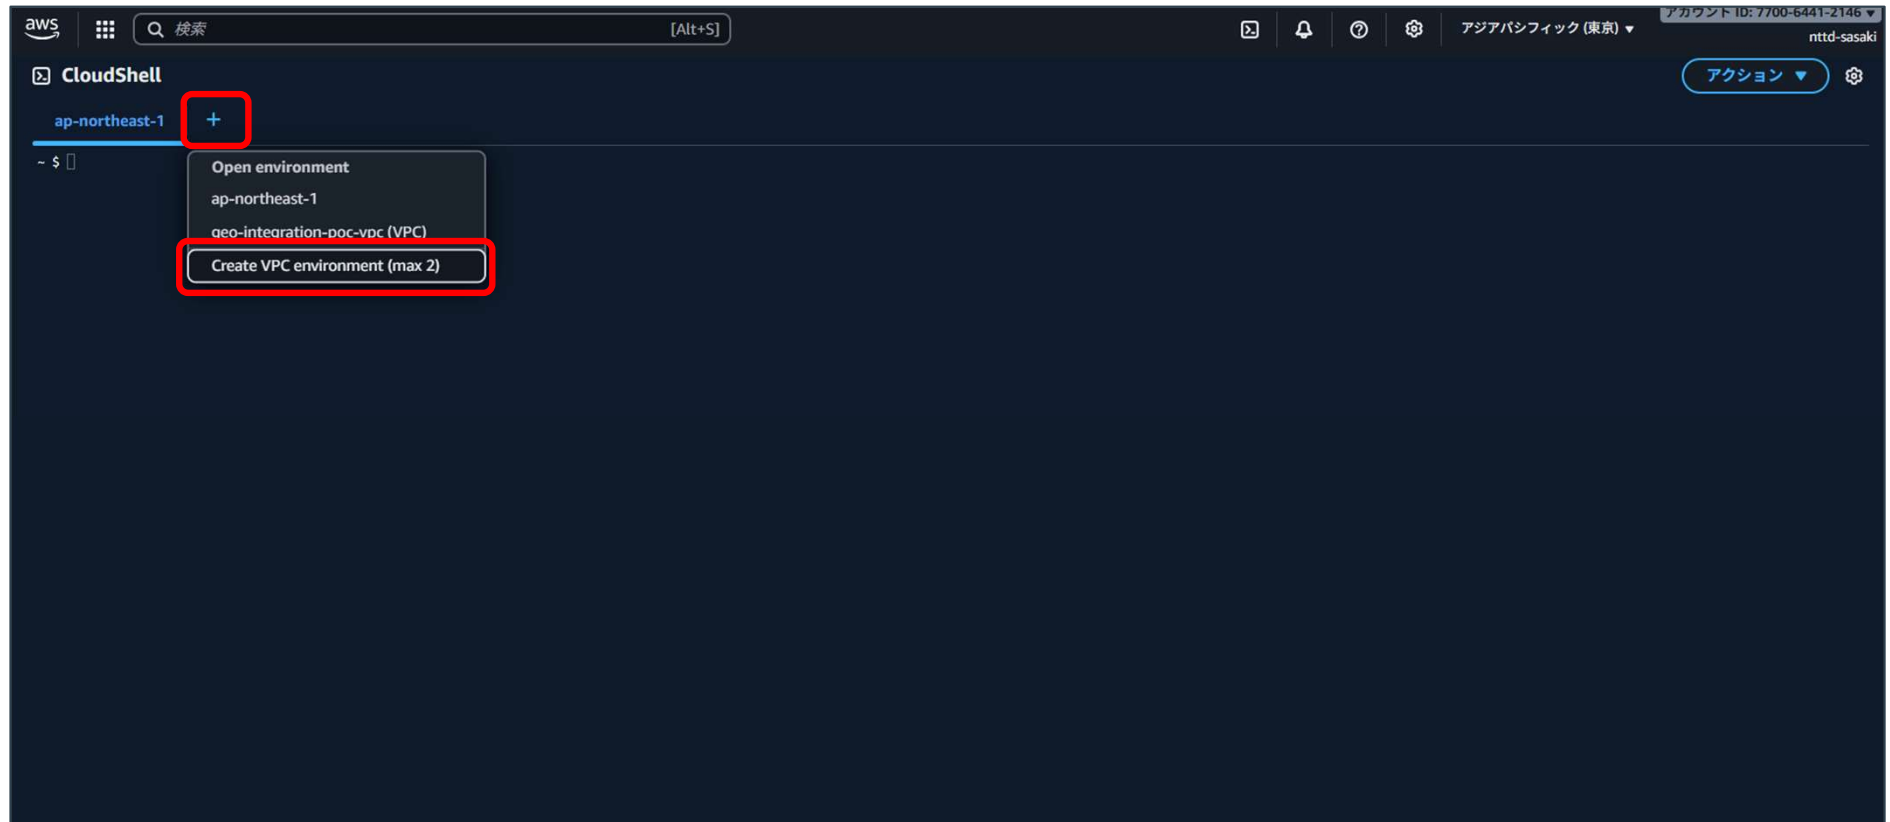 aws
検索 [Alt+S]
アジアパシフィック (東京) ▼
アカウント ID: 7700-6441-2146 ▼
nttd-sasaki
CloudShell
アクション ▼
ap-northeast-1 +
~ $
Open environment
ap-northeast-1
geo-integration-poc-vpc (VPC)
Create VPC environment (max 2)